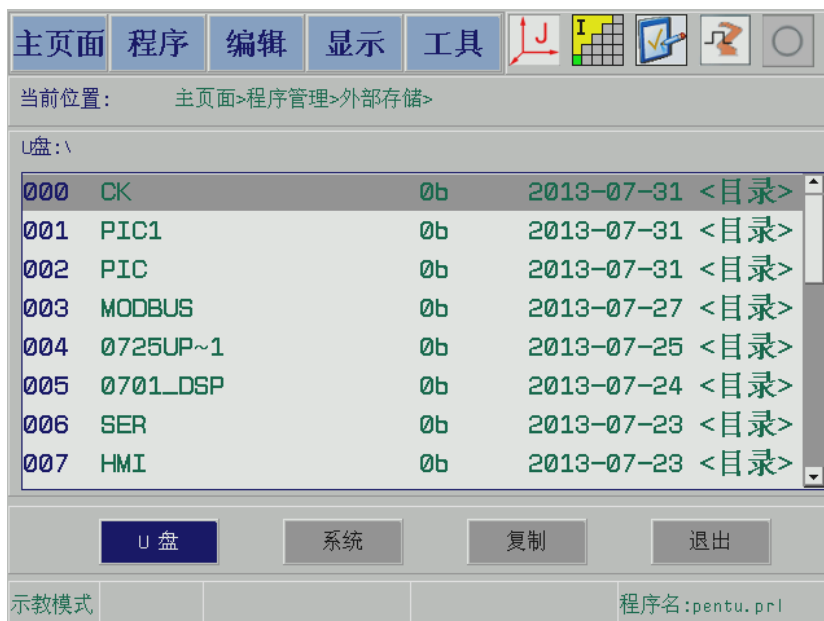 主页面 程序 编辑 显示 工具 J I
当前位置: 主页面>程序管理>外部存储>
U盘:\
000 CK 0b 2013-07-31 <目录>
001 PIC1 0b 2013-07-31 <目录>
002 PIC 0b 2013-07-31 <目录>
003 MODBUS 0b 2013-07-27 <目录>
004 0725UP~1 0b 2013-07-25 <目录>
005 0701_DSP 0b 2013-07-24 <目录>
006 SER 0b 2013-07-23 <目录>
007 HMI 0b 2013-07-23 <目录>
U盘 系统 复制 退出
示教模式 程序名:pentu.prl